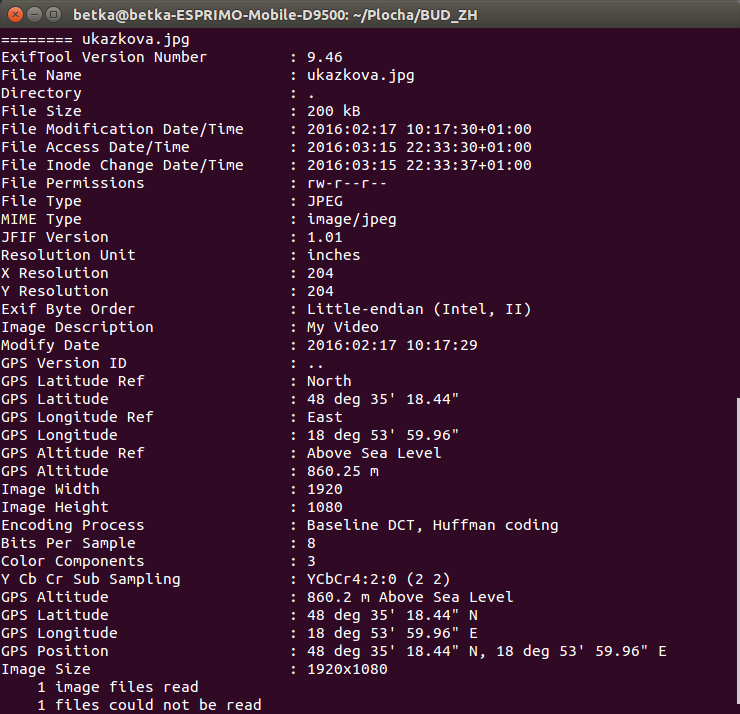 betka@betka-ESPRIMO-Mobile-D9500: ~/Plocha/BUD_ZH
======== ukazkova.jpg
ExifTool Version Number         : 9.46
File Name                       : ukazkova.jpg
Directory                       : .
File Size                       : 200 kB
File Modification Date/Time     : 2016:02:17 10:17:30+01:00
File Access Date/Time           : 2016:03:15 22:33:30+01:00
File Inode Change Date/Time     : 2016:03:15 22:33:37+01:00
File Permissions                : rw-r--r--
File Type                       : JPEG
MIME Type                       : image/jpeg
JFIF Version                    : 1.01
Resolution Unit                 : inches
X Resolution                    : 204
Y Resolution                    : 204
Exif Byte Order                 : Little-endian (Intel, II)
Image Description               : My Video
Modify Date                     : 2016:02:17 10:17:29
GPS Version ID                  : ..
GPS Latitude Ref                : North
GPS Latitude                    : 48 deg 35' 18.44"
GPS Longitude Ref               : East
GPS Longitude                   : 18 deg 53' 59.96"
GPS Altitude Ref                : Above Sea Level
GPS Altitude                    : 860.25 m
Image Width                     : 1920
Image Height                    : 1080
Encoding Process                : Baseline DCT, Huffman coding
Bits Per Sample                 : 8
Color Components                : 3
Y Cb Cr Sub Sampling            : YCbCr4:2:0 (2 2)
GPS Altitude                    : 860.2 m Above Sea Level
GPS Latitude                    : 48 deg 35' 18.44" N
GPS Longitude                   : 18 deg 53' 59.96" E
GPS Position                    : 48 deg 35' 18.44" N, 18 deg 53' 59.96" E
Image Size                      : 1920x1080
    1 image files read
    1 files could not be read